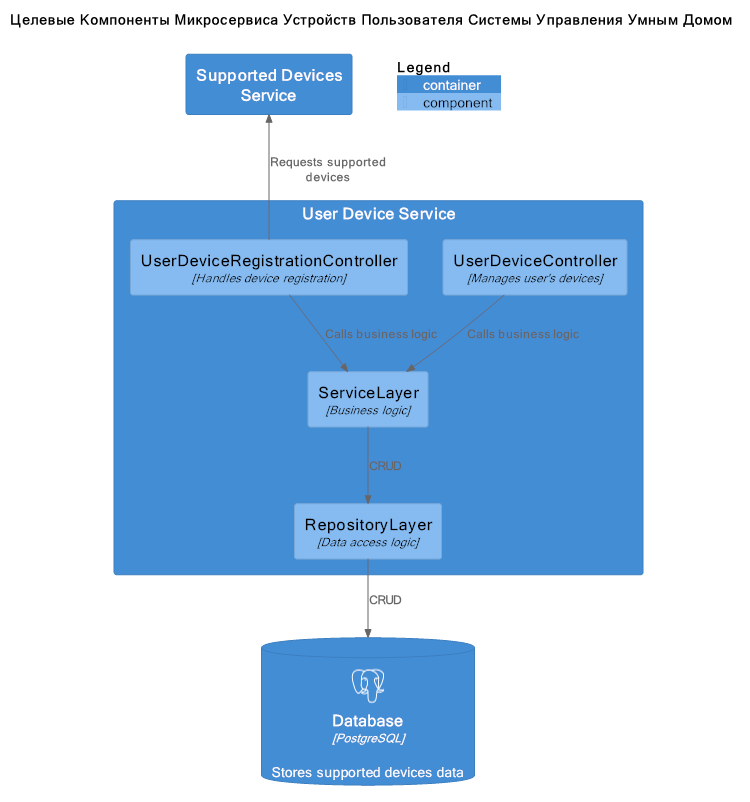 Целевые Компоненты Микросервиса Устройств Пользователя Системы Управления Умным Домом
Supported Devices
Service
Legend
container
component
Requests supported
devices
User Device Service
UserDeviceRegistrationController
[Handles device registration]
UserDeviceController
[Manages user's devices]
Calls business logic
Calls business logic
ServiceLayer
[Business logic]
CRUD
RepositoryLayer
[Data access logic]
CRUD
Database
[PostgreSQL]
Stores supported devices data